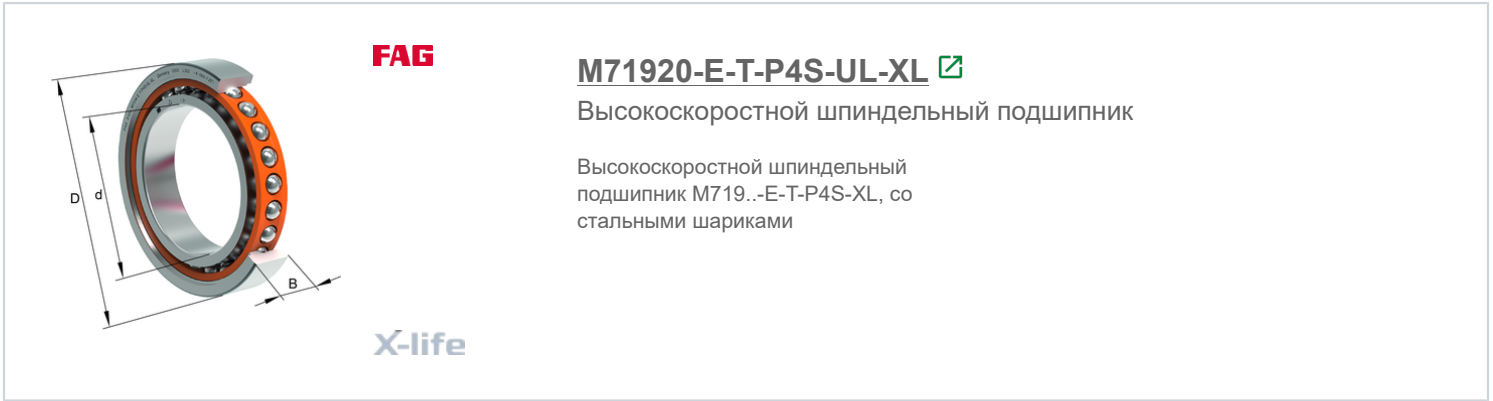 FAG
M71920-E-T-P4S-UL-XL
Высокоскоростной шпиндельный подшипник
Высокоскоростной шпиндельный
подшипник M719..-E-T-P4S-XL, со
стальными шариками
D
d
B
X-life